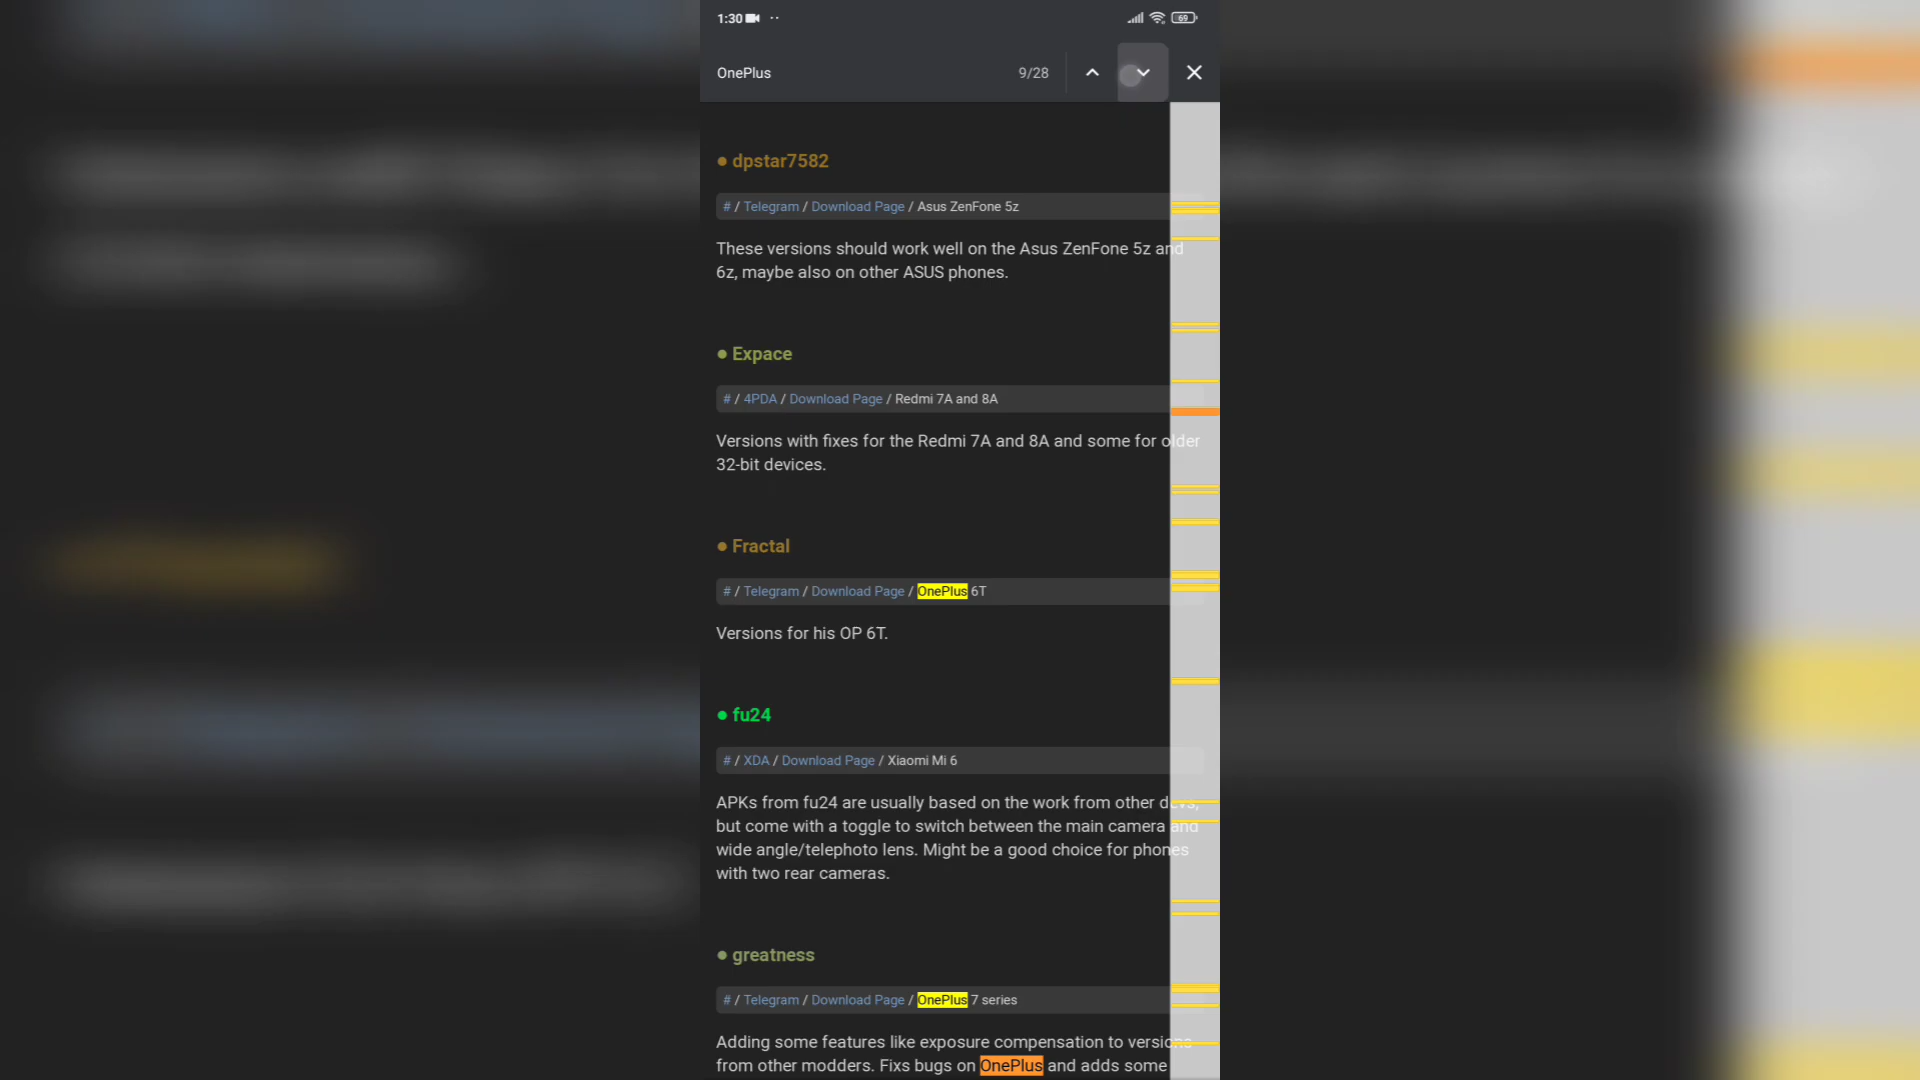 1:30
69
OnePlus
9/28
dpstar7582
# / Telegram / Download Page / Asus ZenFone 5z
These versions should work well on the Asus ZenFone 5z and
6z, maybe also on other ASUS phones.
Expace
# / 4PDA / Download Page / Redmi 7A and 8A
Versions with fixes for the Redmi 7A and 8A and some for older
32-bit devices.
Fractal
# / Telegram / Download Page / OnePlus 6T
Versions for his OP 6T.
fu24
# / XDA / Download Page / Xiaomi Mi 6
APKs from fu24 are usually based on the work from other devs,
but come with a toggle to switch between the main camera and
wide angle/telephoto lens. Might be a good choice for phones
with two rear cameras.
greatness
# / Telegram / Download Page / OnePlus 7 series
Adding some features like exposure compensation to versions
from other modders. Fixs bugs on OnePlus and adds some